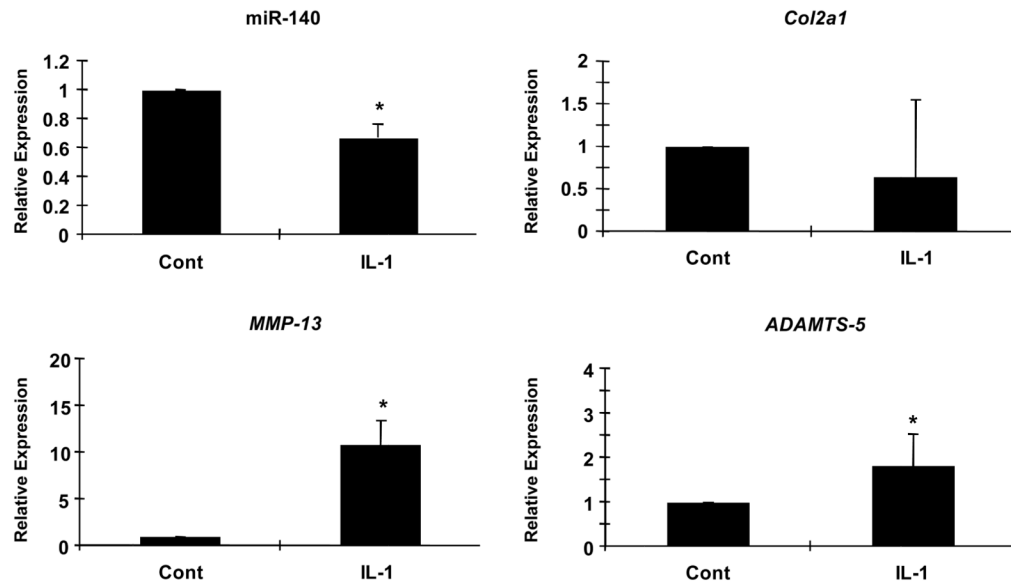 miR-140
Relative Expression
1.2
1
0.8
0.6
0.4
0.2
0
*
Cont
IL-1
Col2a1
Relative Expression
2
1.5
1
0.5
0
Cont
IL-1
MMP-13
Relative Expression
20
15
10
5
0
*
Cont
IL-1
ADAMTS-5
Relative Expression
4
3
2
1
0
*
Cont
IL-1